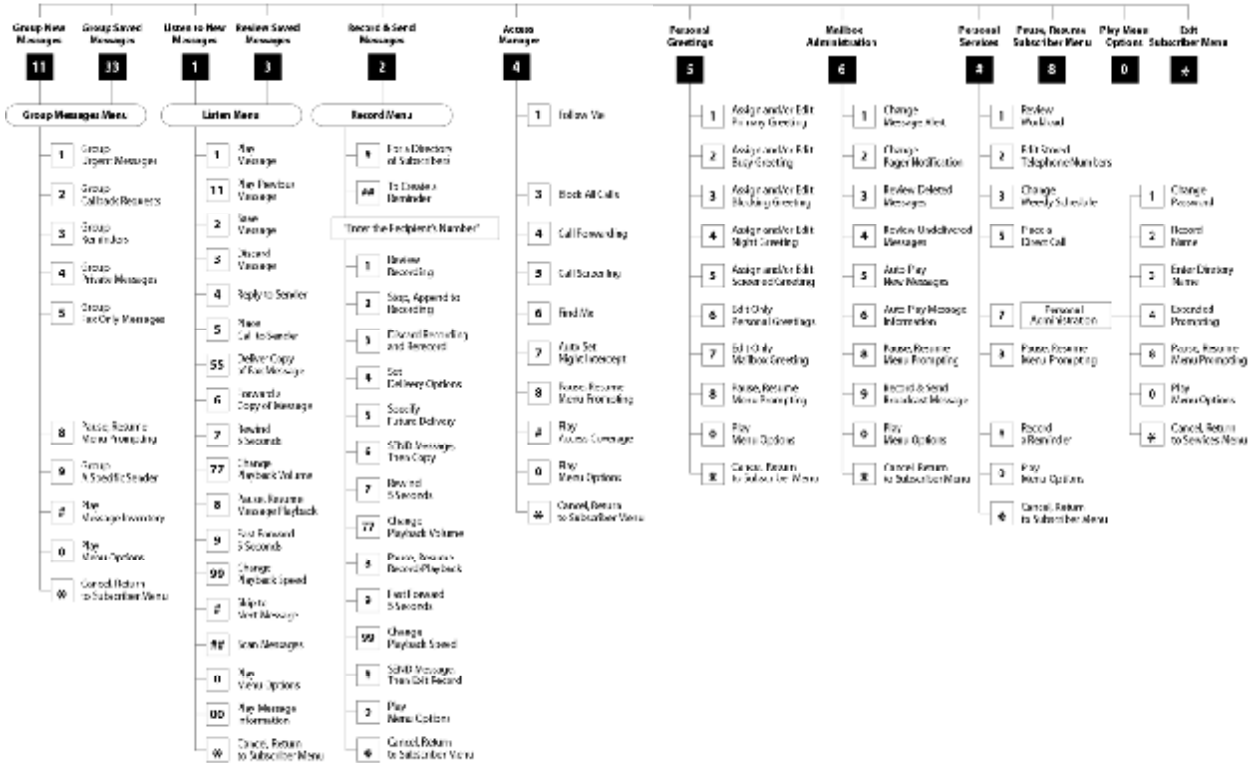 Group New
Messages
11
Group Saved
Messages
33
Listen to New
Messages
1
Review Saved
Messages
3
Record & Send
Messages
2
Access
Manager
4
Personal
Greetings
5
Mailbox
Administration
6
Personal
Services
#
Pause, Resume
Subscriber Menu
8
Play Menu
Options
0
Exit
Subscriber Menu
*
Group Messages Menu
1 Group
Urgent Messages
2 Group
Callback Requests
3 Group
Reminders
4 Group
Private Messages
5 Group
Fax Only Messages
8 Pause, Resume
Menu Prompting
9 Group
A Specific Sender
# Play
Message Inventory
0 Play
Menu Options
* Cancel, Return
to Subscriber Menu
Listen Menu
1 Play
Message
11 Play Previous
Message
2 Save
Message
3 Discard
Message
4 Reply to Sender
5 Place
Call to Sender
55 Deliver Copy
of Fax Message
6 Forward a
Copy of Message
7 Rewind
5 Seconds
77 Change
Playback Volume
8 Pause, Resume
Message Playback
9 Fast Forward
5 Seconds
99 Change
Playback Speed
# Skip to
Next Message
## Scan Messages
0 Play
Menu Options
00 Play Message
Information
* Cancel, Return
to Subscriber Menu
Record Menu
# For a Directory
of Subscribers
## To Create a
Reminder
"Enter the Recipient's Number"
1 Review
Recording
2 Stop, Append to
Recording
3 Discard Recording
and Rerecord
4 Set
Delivery Options
5 Specify
Future Delivery
6 SEND Message,
Then Copy
7 Rewind
5 Seconds
77 Change
Playback Volume
8 Pause, Resume
Record/Playback
9 Fast Forward
5 Seconds
99 Change
Playback Speed
# SEND Message,
Then Exit Record
0 Play
Menu Options
* Cancel, Return
to Subscriber Menu
1 Follow Me
3 Block All Calls
4 Call Forwarding
5 Call Screening
6 Find Me
7 Auto Set
Night Intercept
8 Pause, Resume
Menu Prompting
# Play
Access Coverage
0 Play
Menu Options
* Cancel, Return
to Subscriber Menu
1 Assign and/or Edit
Primary Greeting
2 Assign and/or Edit
Busy Greeting
3 Assign and/or Edit
Blocking Greeting
4 Assign and/or Edit
Night Greeting
5 Assign and/or Edit
Screened Greeting
6 Edit Only
Personal Greetings
7 Edit Only
Mailbox Greeting
8 Pause, Resume
Menu Prompting
0 Play
Menu Options
* Cancel, Return
to Subscriber Menu
1 Change
Message Alert
2 Change
Pager Notification
3 Review Deleted
Messages
4 Review Undelivered
Messages
5 Auto Play
New Messages
6 Auto Play Message
Information
8 Pause, Resume
Menu Prompting
9 Record & Send
Broadcast Message
0 Play
Menu Options
* Cancel, Return
to Subscriber Menu
1 Review
Workload
2 Edit Stored
Telephone Numbers
3 Change
Weekly Schedule
5 Place a
Direct Call
7 Personal
Administration
8 Pause, Resume
Menu Prompting
# Record
a Reminder
0 Play
Menu Options
* Cancel, Return
to Subscriber Menu
1 Change
Password
2 Record
Name
3 Enter Diretory
Name
4 Extended
Prompting
8 Pause, Resume
Menu Prompting
0 Play
Menu Options
* Cancel, Return
to Services Menu